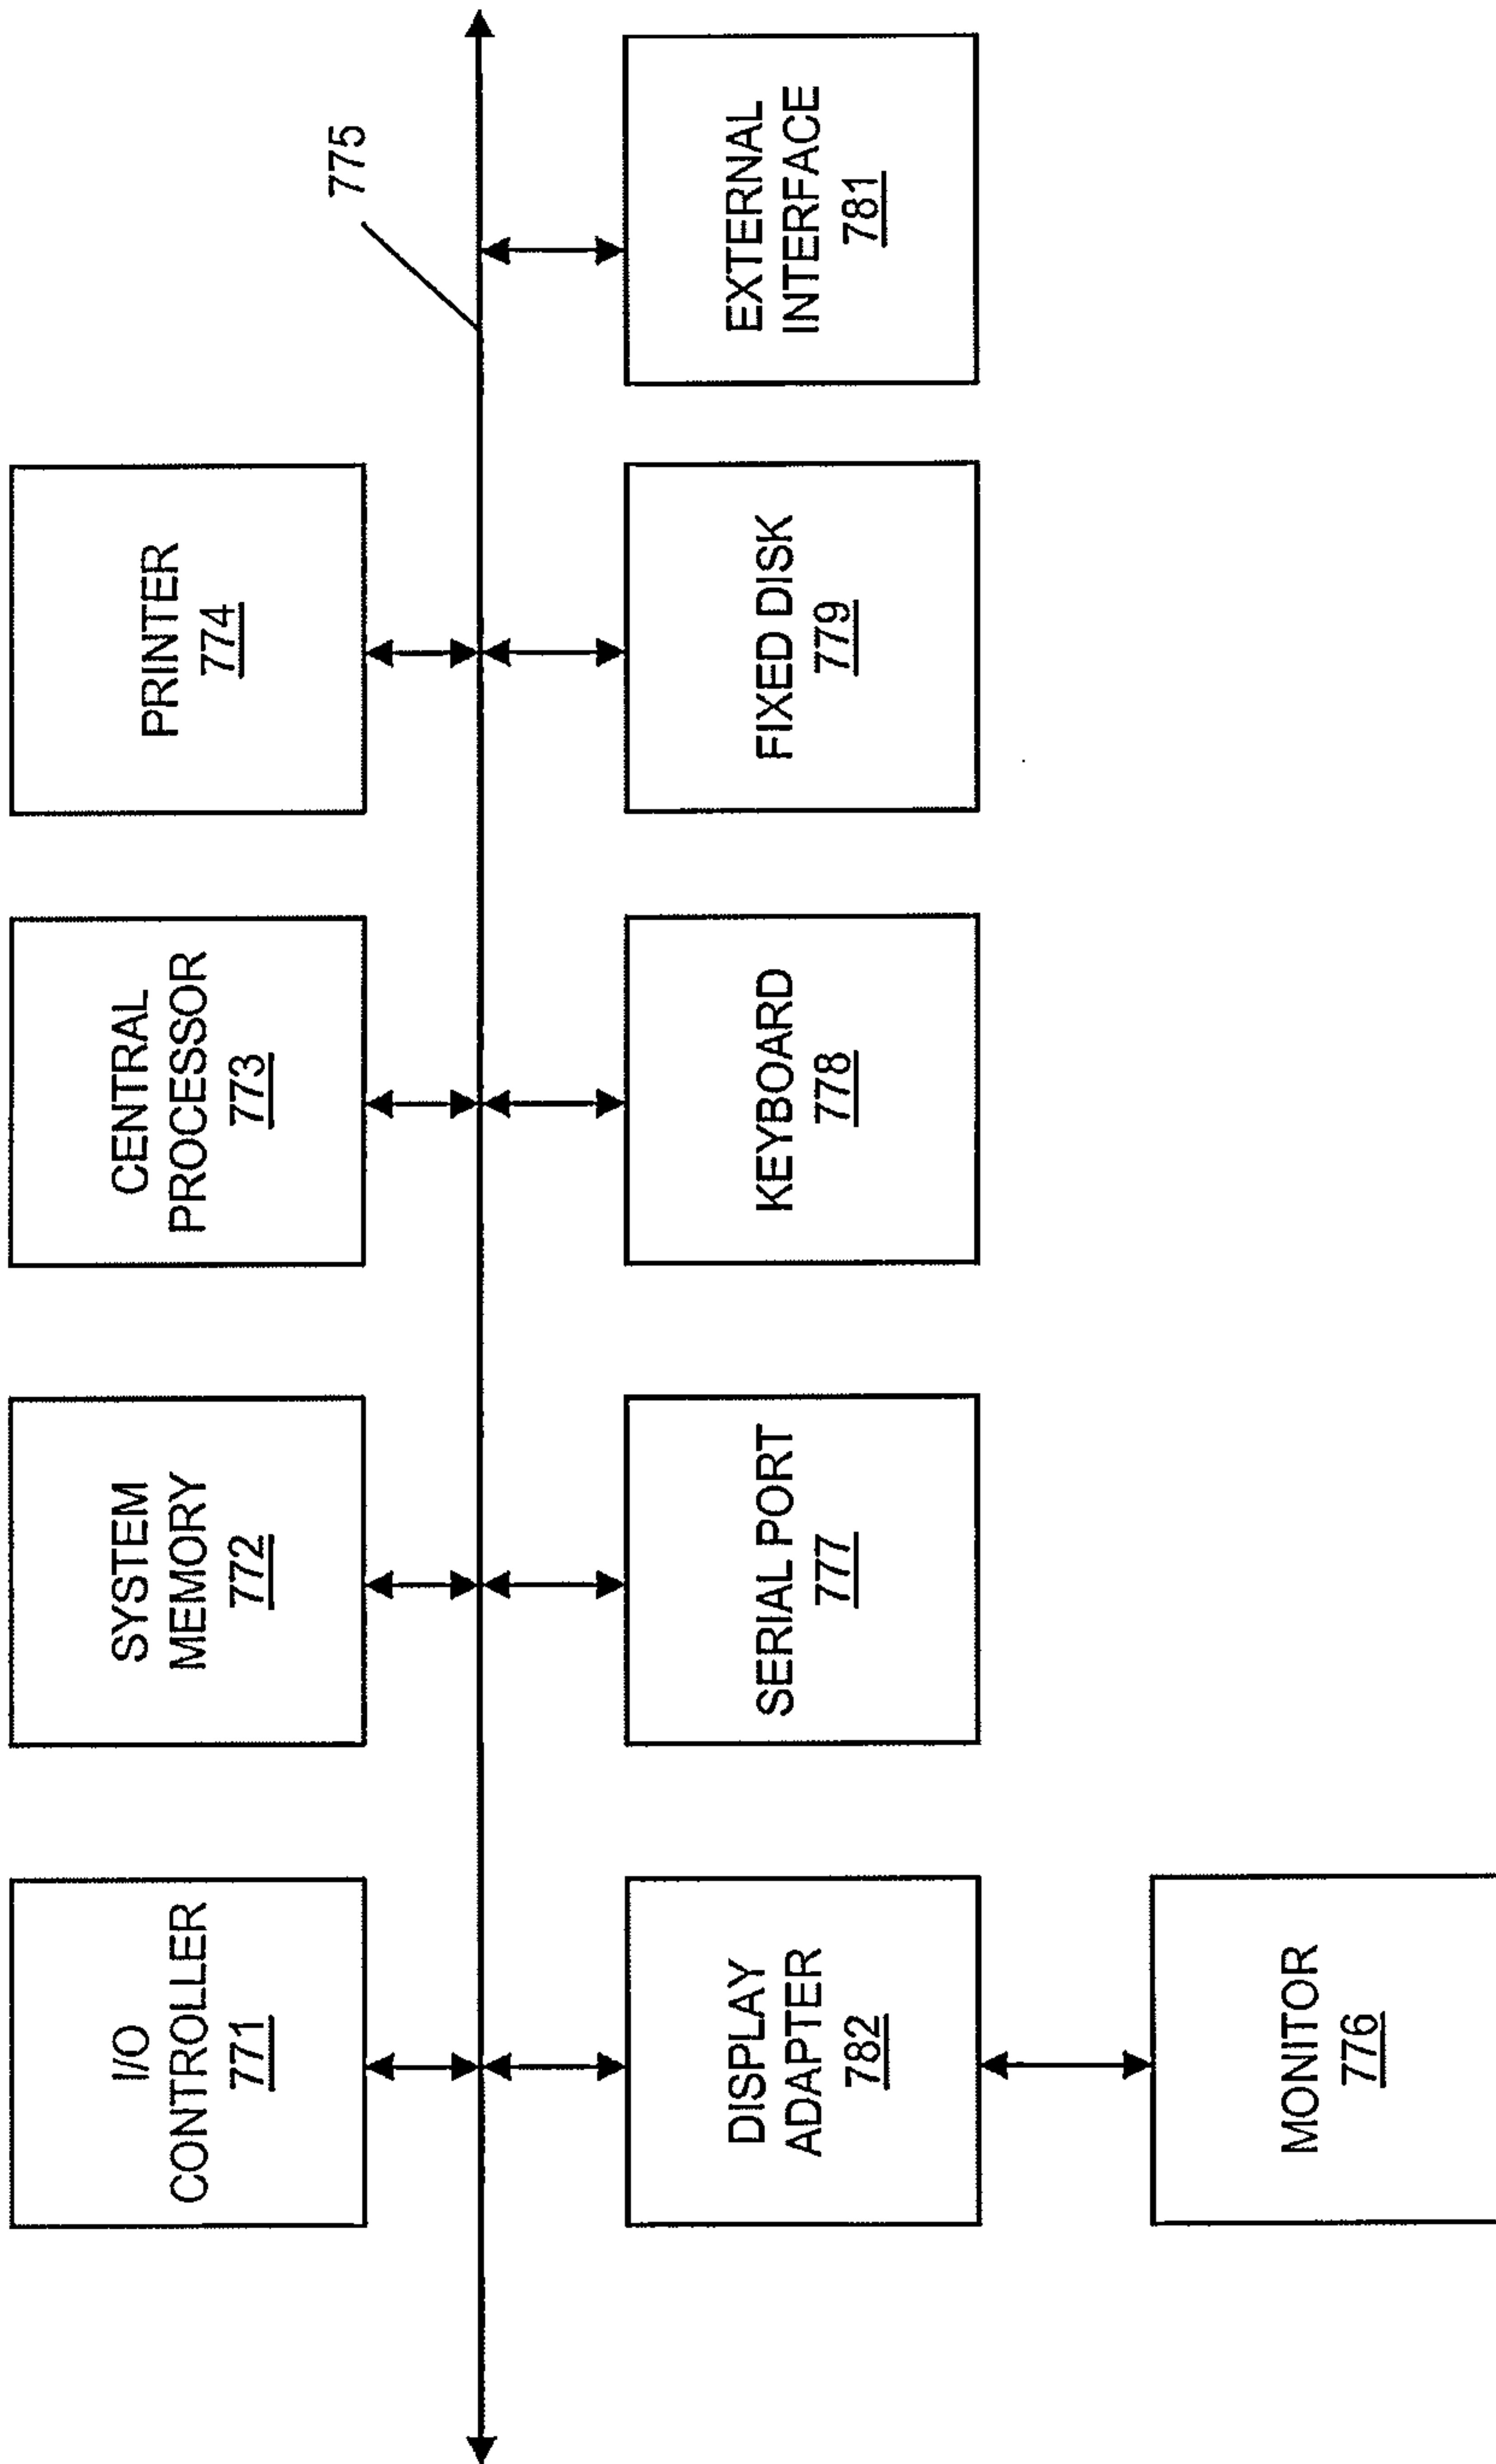 I/O
CONTROLLER
771
SYSTEM
MEMORY
772
CENTRAL
PROCESSOR
773
PRINTER
774
775
DISPLAY
ADAPTER
782
SERIAL PORT
777
KEYBOARD
778
FIXED DISK
779
EXTERNAL
INTERFACE
781
MONITOR
776